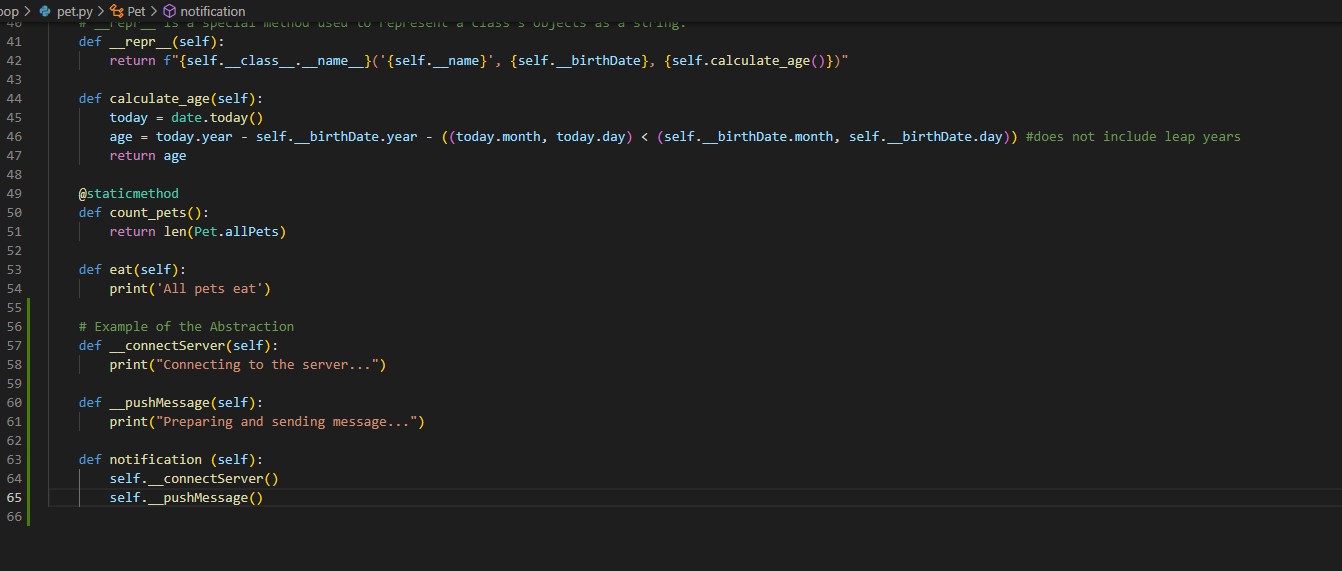 oop > pet.py > Pet > notification
40 # __repr__ is a special method used to represent a class's objects as a string.
41 def __repr__(self):
42 return f"{self.__class__.__name__}('{self.__name}', {self.__birthDate}, {self.calculate_age()})"
43
44 def calculate_age(self):
45 today = date.today()
46 age = today.year - self.__birthDate.year - ((today.month, today.day) < (self.__birthDate.month, self.__birthDate.day)) #does not include leap years
47 return age
48
49 @staticmethod
50 def count_pets():
51 return len(Pet.allPets)
52
53 def eat(self):
54 print('All pets eat')
55
56 # Example of the Abstraction
57 def __connectServer(self):
58 print("Connecting to the server...")
59
60 def __pushMessage(self):
61 print("Preparing and sending message...")
62
63 def notification (self):
64 self.__connectServer()
65 self.__pushMessage()
66